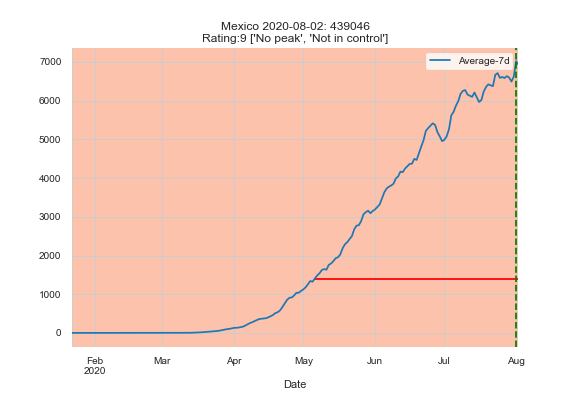 Mexico 2020-08-02: 439046
Rating:9 ['No peak', 'Not in control']
Average-7d
7000
6000
5000
4000
3000
2000
1000
0
Feb
2020
Mar
Apr
May
Jun
Jul
Aug
Date